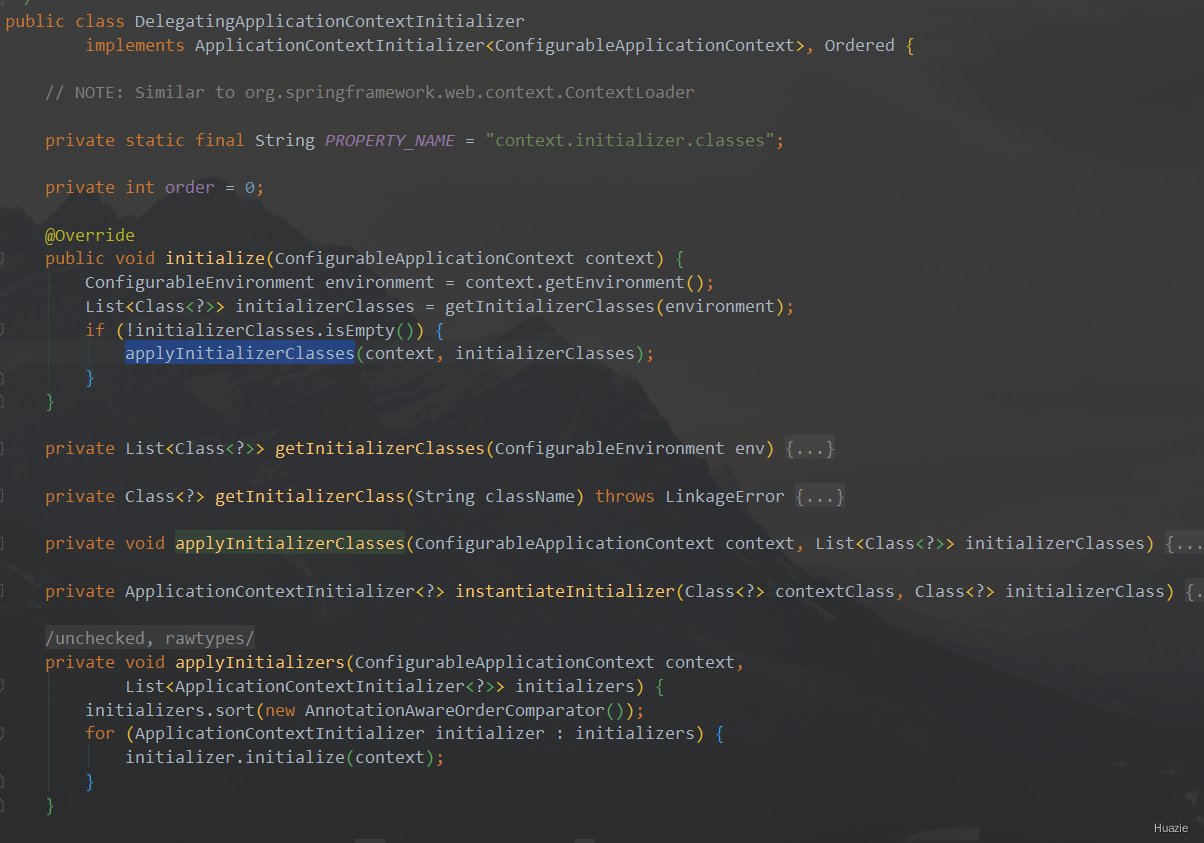 public class DelegatingApplicationContextInitializer
implements ApplicationContextInitializer<ConfigurableApplicationContext>, Ordered {
// NOTE: Similar to org.springframework.web.context.ContextLoader
private static final String PROPERTY_NAME = "context.initializer.classes";
private int order = 0;
@Override
public void initialize(ConfigurableApplicationContext context) {
ConfigurableEnvironment environment = context.getEnvironment();
List<Class<?>> initializerClasses = getInitializerClasses(environment);
if (!initializerClasses.isEmpty()) {
applyInitializerClasses(context, initializerClasses);
}
}
private List<Class<?>> getInitializerClasses(ConfigurableEnvironment env) {...}
private Class<?> getInitializerClass(String className) throws LinkageError {...}
private void applyInitializerClasses(ConfigurableApplicationContext context, List<Class<?>> initializerClasses) {...
private ApplicationContextInitializer<?> instantiateInitializer(Class<?> contextClass, Class<?> initializerClass) {.
/unchecked, rawtypes/
private void applyInitializers(ConfigurableApplicationContext context,
List<ApplicationContextInitializer<?>> initializers) {
initializers.sort(new AnnotationAwareOrderComparator());
for (ApplicationContextInitializer initializer : initializers) {
initializer.initialize(context);
}
}
Huazie